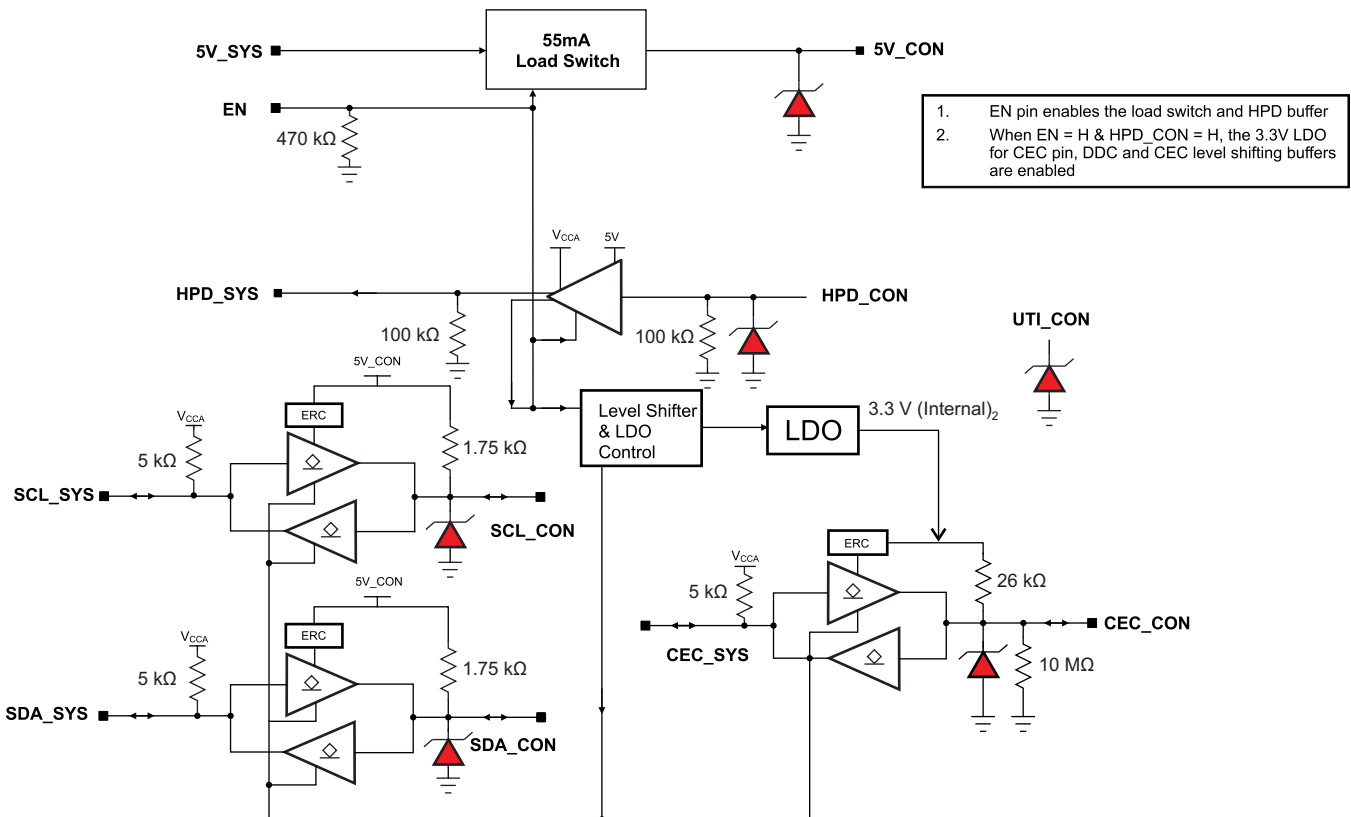 5V_SYS
55mA
Load Switch
5V_CON
EN
470 kΩ
1. EN pin enables the load switch and HPD buffer
2. When EN = H & HPD_CON = H, the 3.3V LDO
for CEC pin, DDC and CEC level shifting buffers
are enabled
VCCA
5V
HPD_SYS
HPD_CON
100 kΩ
100 kΩ
UTI_CON
5V_CON
ERC
VCCA
5 kΩ
1.75 kΩ
SCL_SYS
SCL_CON
Level Shifter
& LDO
Control
LDO
3.3 V (Internal)2
5V_CON
ERC
VCCA
5 kΩ
1.75 kΩ
SDA_SYS
SDA_CON
ERC
VCCA
5 kΩ
26 kΩ
CEC_SYS
CEC_CON
10 MΩ